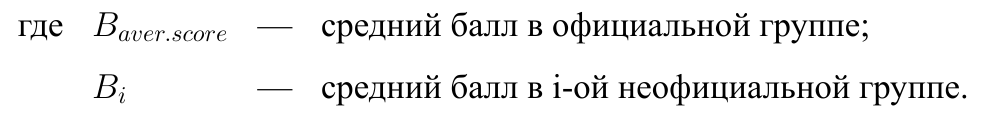 где B_{aver.score} — средний балл в официальной группе;
B_i — средний балл в i-ой неофициальной группе.